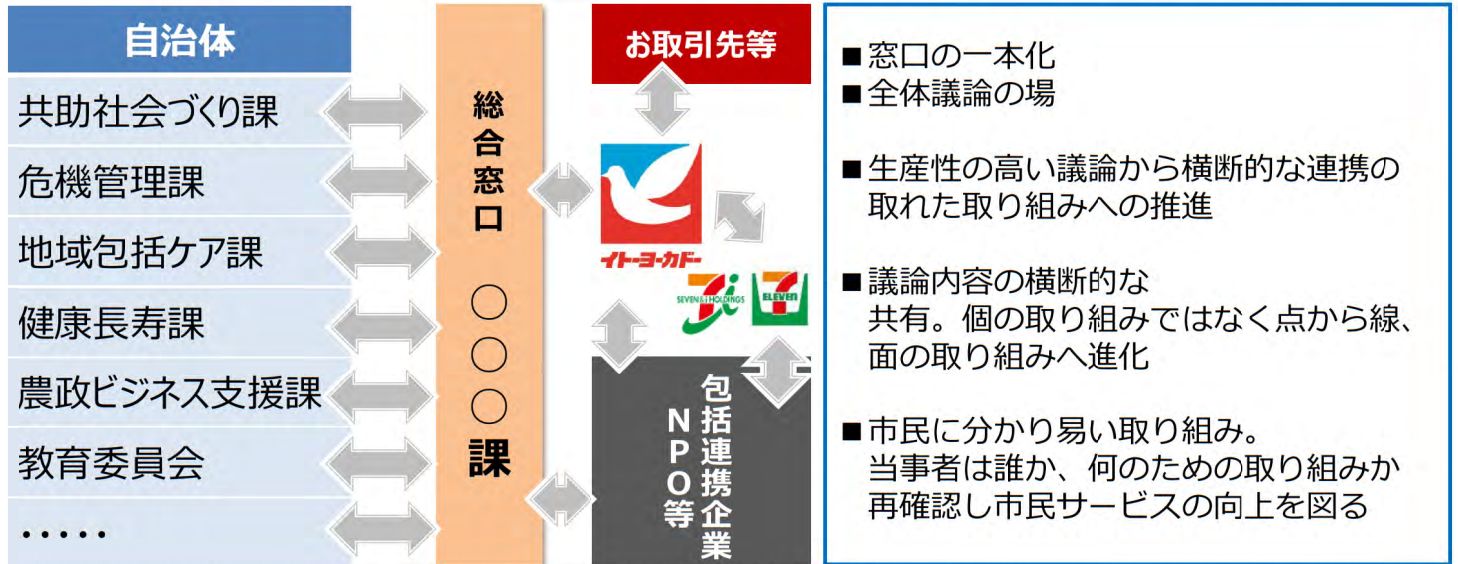 自治体
共助社会づくり課
危機管理課
地域包括ケア課
健康長寿課
農政ビジネス支援課
教育委員会
・・・・・
総合窓口 〇〇〇課
お取引先等
イトーヨーカドー
SEVEN & i HOLDINGS
7i
7
ELEVEN
包括連携企業
NPO等
■窓口の一本化
■全体議論の場
■生産性の高い議論から横断的な連携の
取れた取り組みへの推進
■議論内容の横断的な
共有。個の取り組みではなく点から線、
面の取り組みへ進化
■市民に分かり易い取り組み。
当事者は誰か、何のための取り組みか
再確認し市民サービスの向上を図る